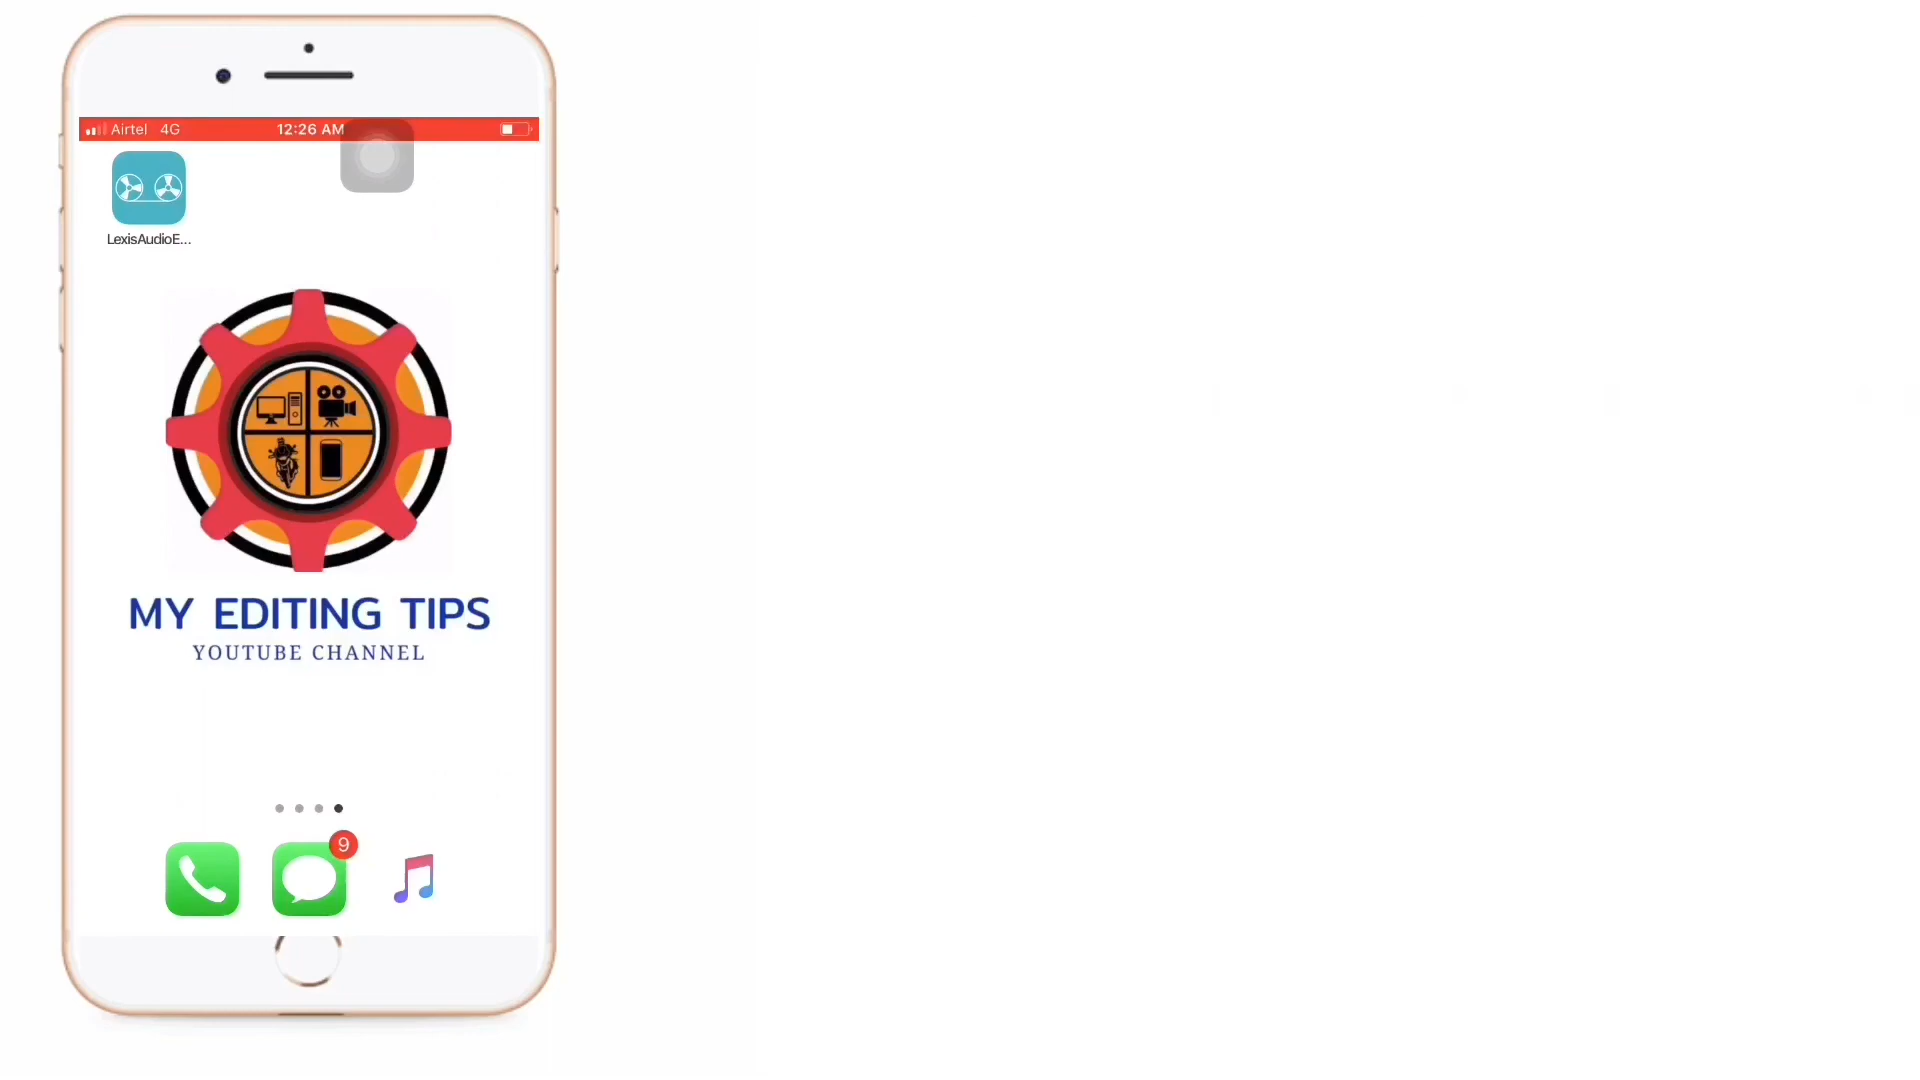 Airtel 4G 12:26 AM
LexisAudioE...
MY EDITING TIPS
YOUTUBE CHANNEL
9